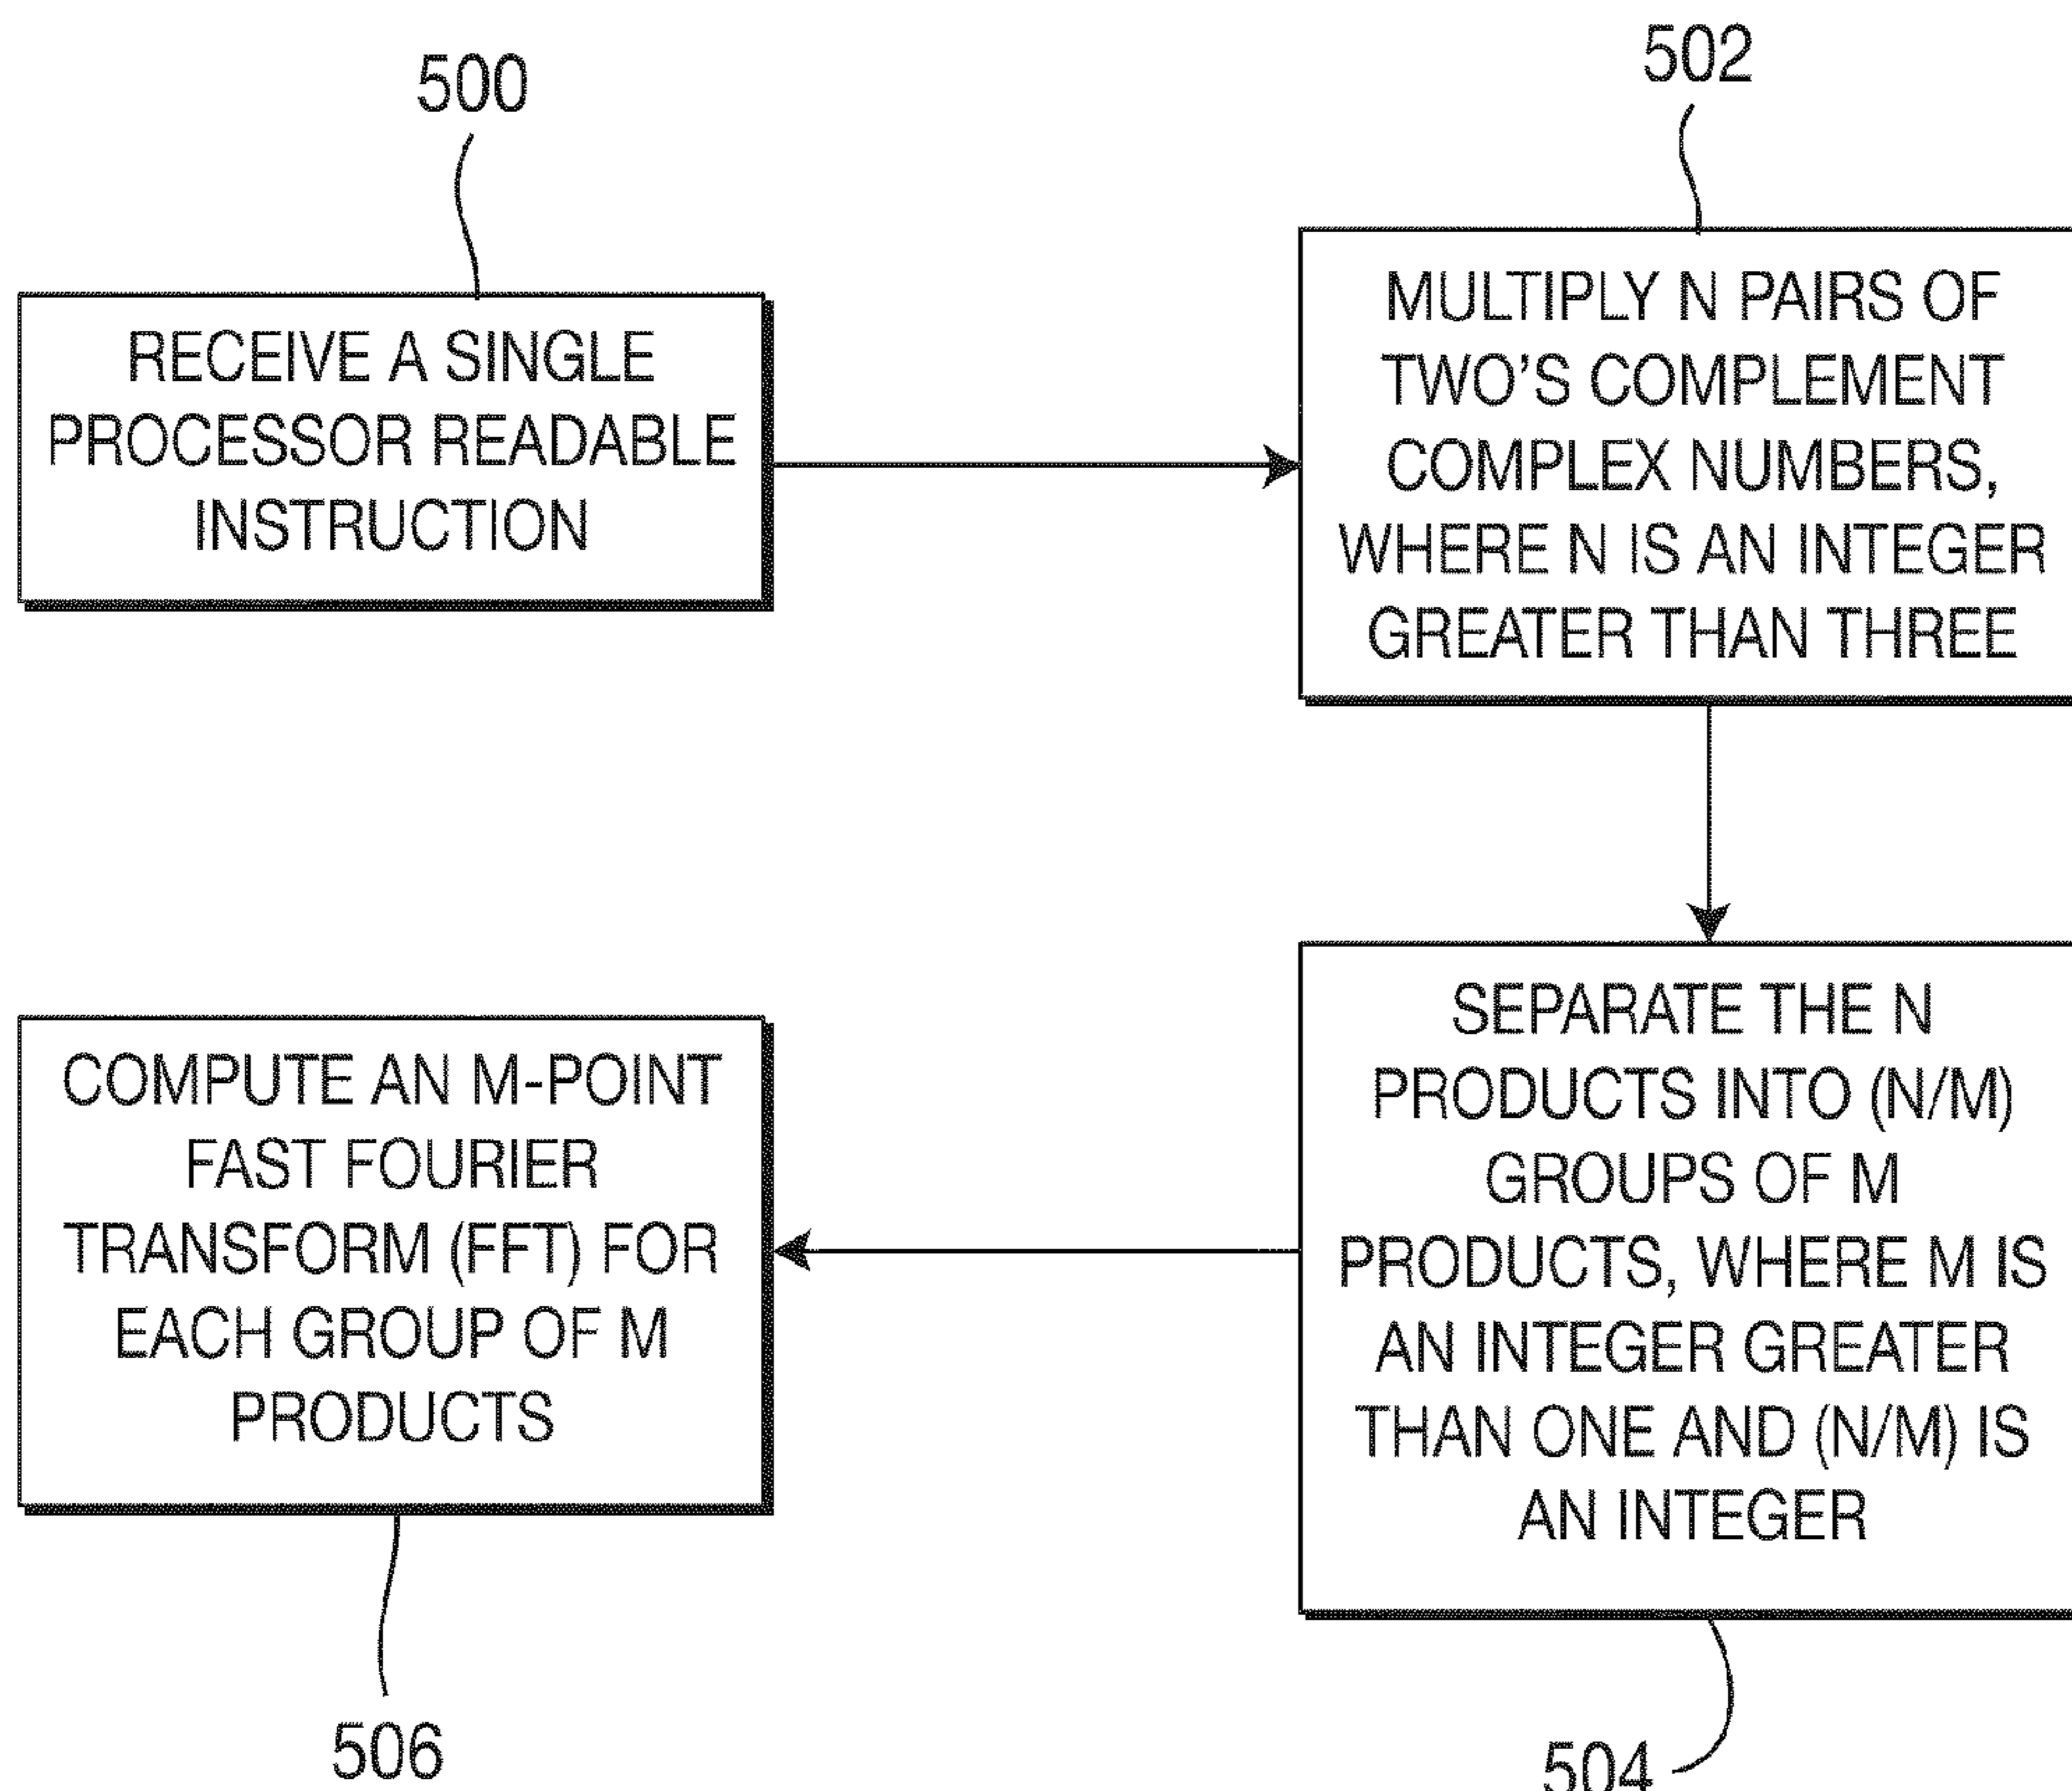 500
RECEIVE A SINGLE
PROCESSOR READABLE
INSTRUCTION
502
MULTIPLY N PAIRS OF
TWO'S COMPLEMENT
COMPLEX NUMBERS,
WHERE N IS AN INTEGER
GREATER THAN THREE
SEPARATE THE N
PRODUCTS INTO (N/M)
GROUPS OF M
PRODUCTS, WHERE M IS
AN INTEGER GREATER
THAN ONE AND (N/M) IS
AN INTEGER
504
COMPUTE AN M-POINT
FAST FOURIER
TRANSFORM (FFT) FOR
EACH GROUP OF M
PRODUCTS
506